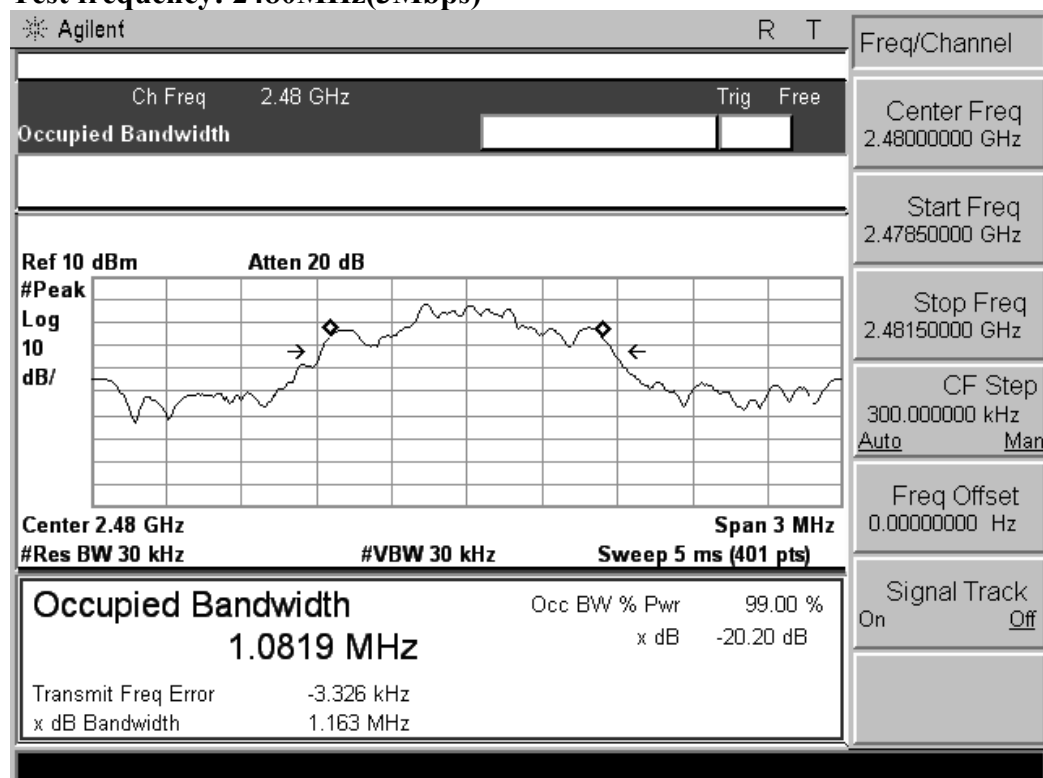 Test frequency: 2480MHz(3Mbps)
Agilent R T
Freq/Channel
Ch Freq 2.48 GHz Trig Free
Occupied Bandwidth
Center Freq
2.48000000 GHz
Start Freq
2.47850000 GHz
Ref 10 dBm Atten 20 dB
#Peak
Log
10
dB/
Stop Freq
2.48150000 GHz
CF Step
300.000000 kHz
Auto Man
Freq Offset
0.00000000 Hz
Center 2.48 GHz Span 3 MHz
#Res BW 30 kHz #VBW 30 kHz Sweep 5 ms (401 pts)
Signal Track
On Off
Occupied Bandwidth
1.0819 MHz
Occ BW % Pwr 99.00 %
x dB -20.20 dB
Transmit Freq Error -3.326 kHz
x dB Bandwidth 1.163 MHz